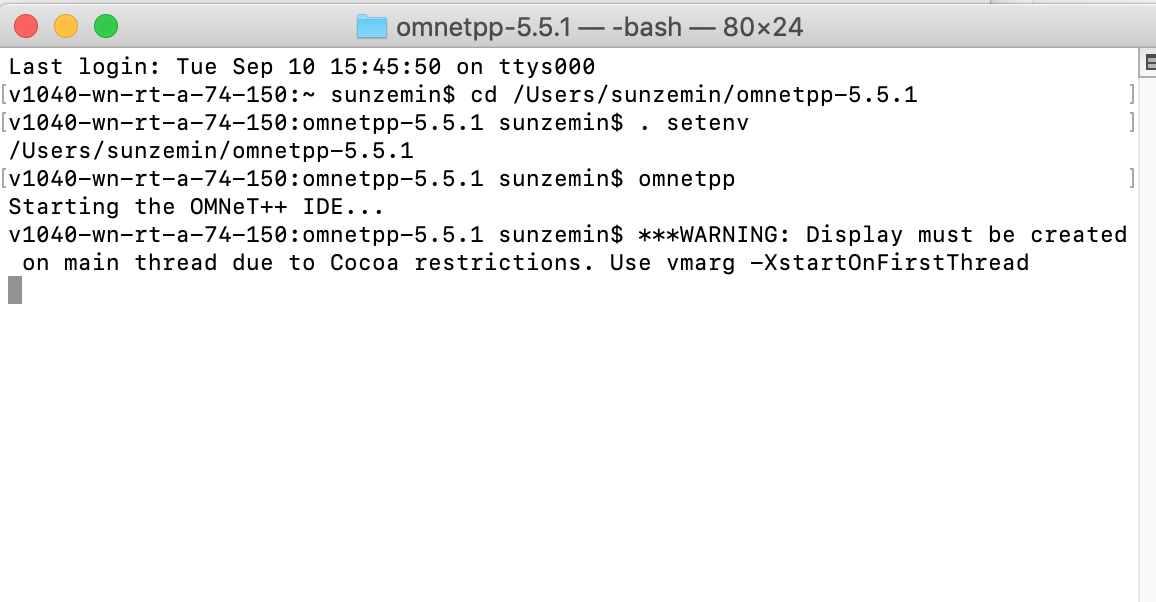 omnetpp-5.5.1 — -bash — 80×24
Last login: Tue Sep 10 15:45:50 on ttys000
[v1040-wn-rt-a-74-150:~ sunzemin$ cd /Users/sunzemin/omnetpp-5.5.1 ]
[v1040-wn-rt-a-74-150:omnetpp-5.5.1 sunzemin$ . setenv ]
/Users/sunzemin/omnetpp-5.5.1
[v1040-wn-rt-a-74-150:omnetpp-5.5.1 sunzemin$ omnetpp ]
Starting the OMNeT++ IDE...
v1040-wn-rt-a-74-150:omnetpp-5.5.1 sunzemin$ ***WARNING: Display must be created
on main thread due to Cocoa restrictions. Use vmarg -XstartOnFirstThread